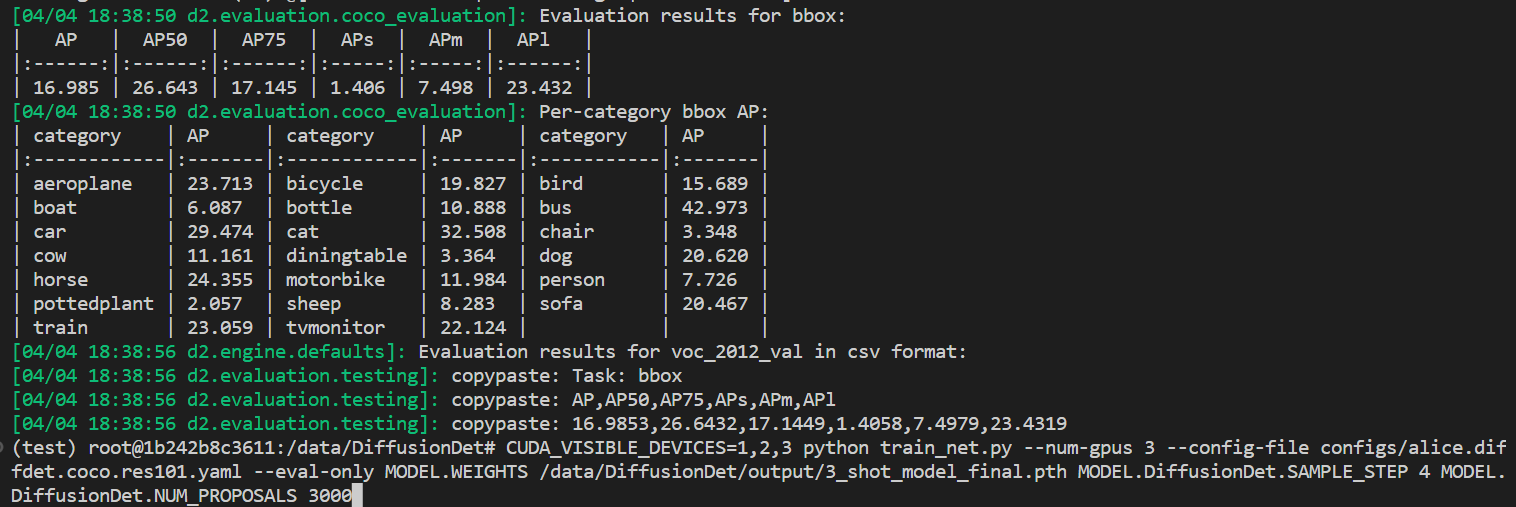 [04/04 18:38:50 d2.evaluation.coco_evaluation]: Evaluation results for bbox:
|   AP   |  AP50  |  AP75  |  APs  |  APm  |  APl   |
|:------:|:------:|:------:|:-----:|:-----:|:------:|
| 16.985 | 26.643 | 17.145 | 1.406 | 7.498 | 23.432 |
[04/04 18:38:50 d2.evaluation.coco_evaluation]: Per-category bbox AP:
| category    | AP     | category    | AP     | category   | AP     |
|:------------|:-------|:------------|:-------|:-----------|:-------|
| aeroplane   | 23.713 | bicycle     | 19.827 | bird       | 15.689 |
| boat        | 6.087  | bottle      | 10.888 | bus        | 42.973 |
| car         | 29.474 | cat         | 32.508 | chair      | 3.348  |
| cow         | 11.161 | diningtable | 3.364  | dog        | 20.620 |
| horse       | 24.355 | motorbike   | 11.984 | person     | 7.726  |
| pottedplant | 2.057  | sheep       | 8.283  | sofa       | 20.467 |
| train       | 23.059 | tvmonitor   | 22.124 |            |        |
[04/04 18:38:56 d2.engine.defaults]: Evaluation results for voc_2012_val in csv format:
[04/04 18:38:56 d2.evaluation.testing]: copypaste: Task: bbox
[04/04 18:38:56 d2.evaluation.testing]: copypaste: AP,AP50,AP75,APs,APm,APl
[04/04 18:38:56 d2.evaluation.testing]: copypaste: 16.9853,26.6432,17.1449,1.4058,7.4979,23.4319
(test) root@1b242b8c3611:/data/DiffusionDet# CUDA_VISIBLE_DEVICES=1,2,3 python train_net.py --num-gpus 3 --config-file configs/alice.dif
fdet.coco.res101.yaml --eval-only MODEL.WEIGHTS /data/DiffusionDet/output/3_shot_model_final.pth MODEL.DiffusionDet.SAMPLE_STEP 4 MODEL.
DiffusionDet.NUM_PROPOSALS 3000